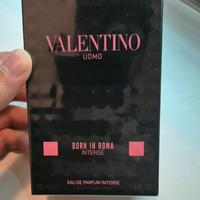 VALENTINO
UOMO
BORN IN ROMA
INTENSE
EAU DE PARFUM INTENSE